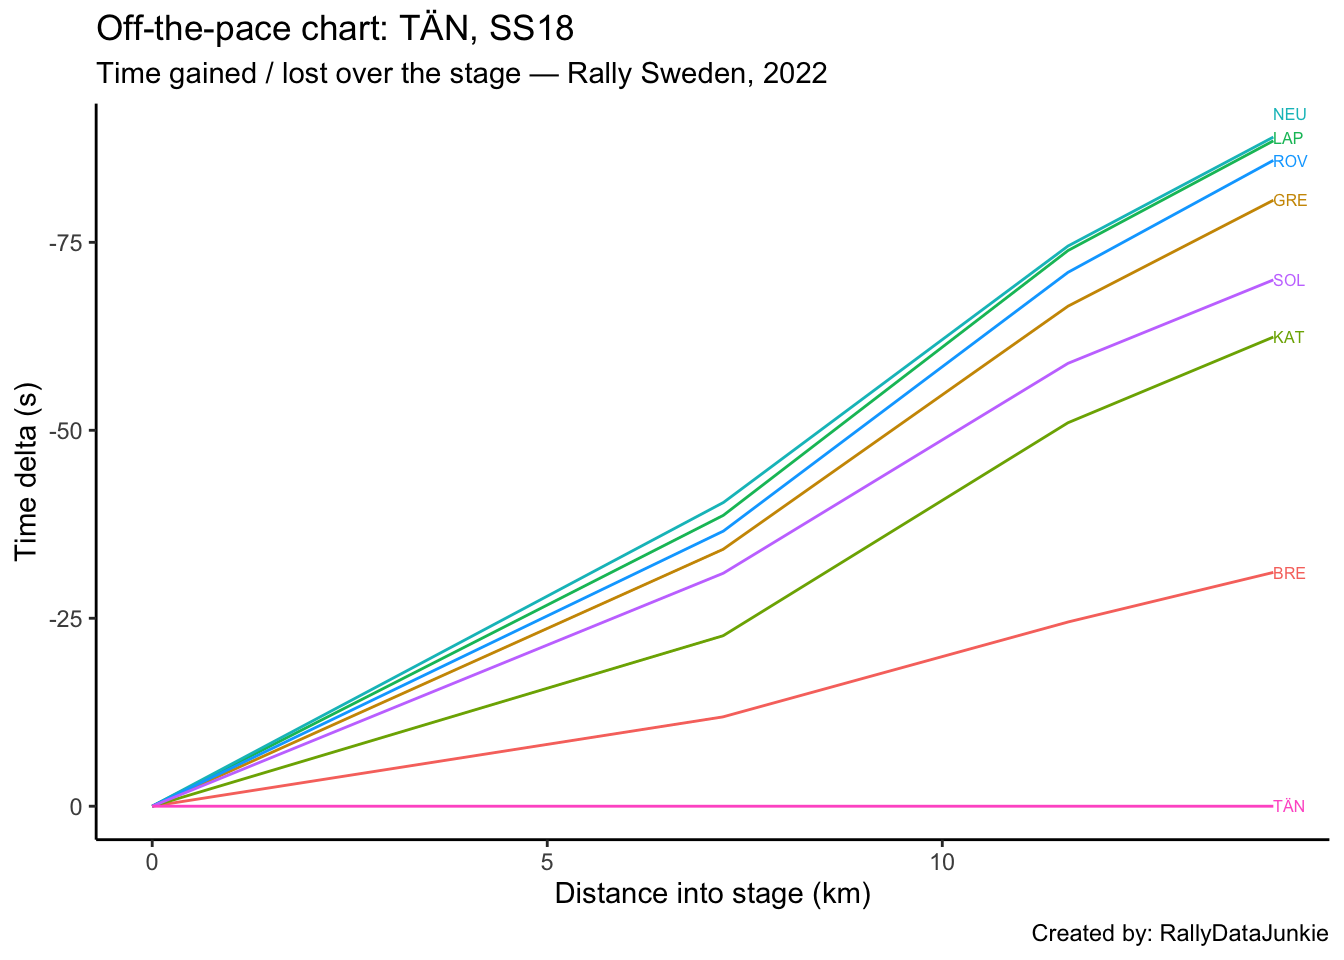 Off-the-pace chart: TÄN, SS18
Time gained / lost over the stage — Rally Sweden, 2022
NEU
LAP
ROV
GRE
-75
SOL
KAT
-50
Time delta (s)
BRE
-25
0
TÄN
0 5 10
Distance into stage (km)
Created by: RallyDataJunkie